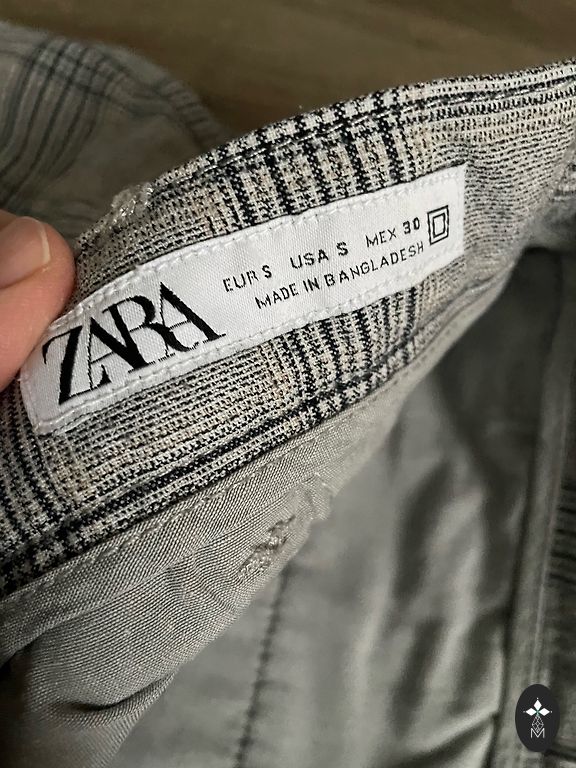 ZARA
EUR S USA S MEX 30
MADE IN BANGLADESH
M